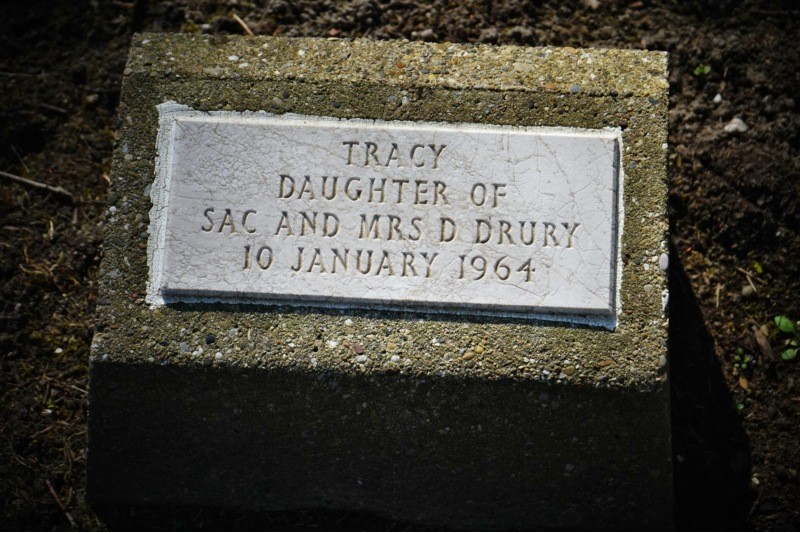 TRACY
DAUGHTER OF
SAC AND MRS D DRURY
10 JANUARY 1964